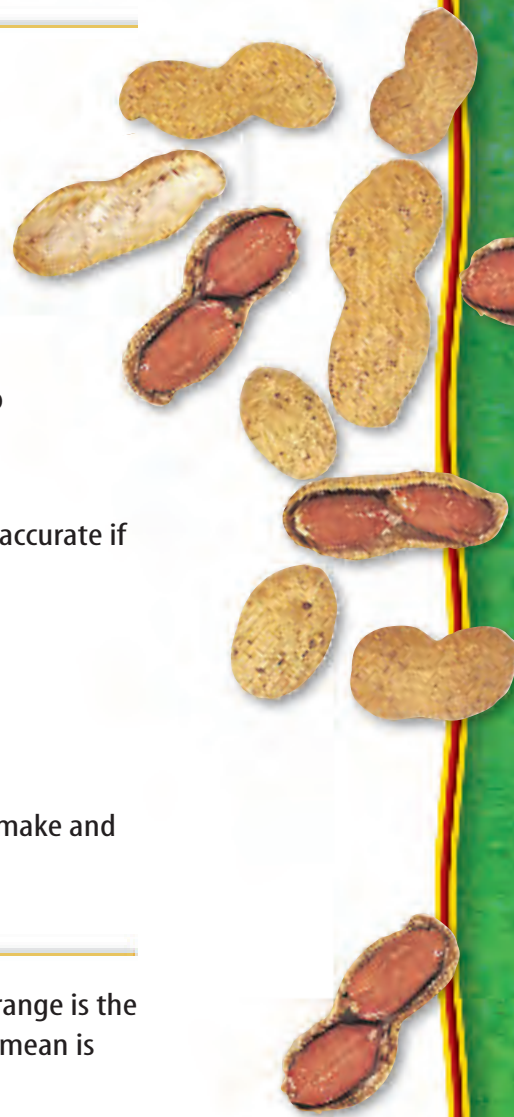 accurate if
make and
range is the
mean is